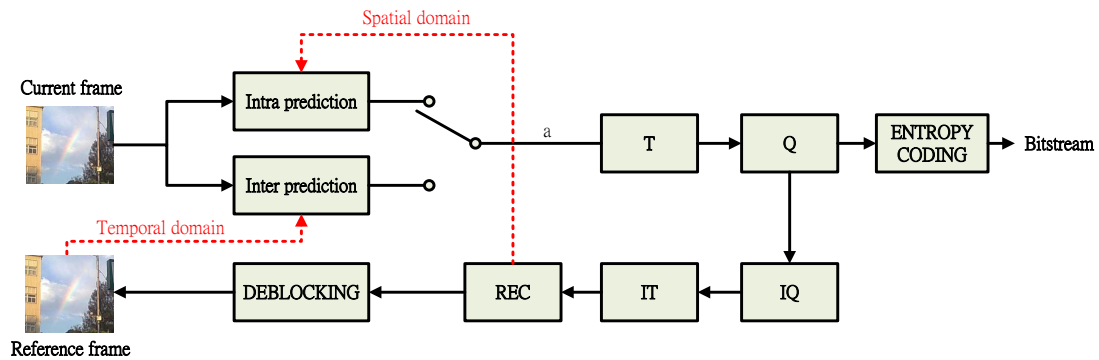 Spatial domain
Current frame
Intra prediction
a
T
Q
ENTROPY
CODING
Bitstream
Inter prediction
Temporal domain
DEBLOCKING
REC
IT
IQ
Reference frame